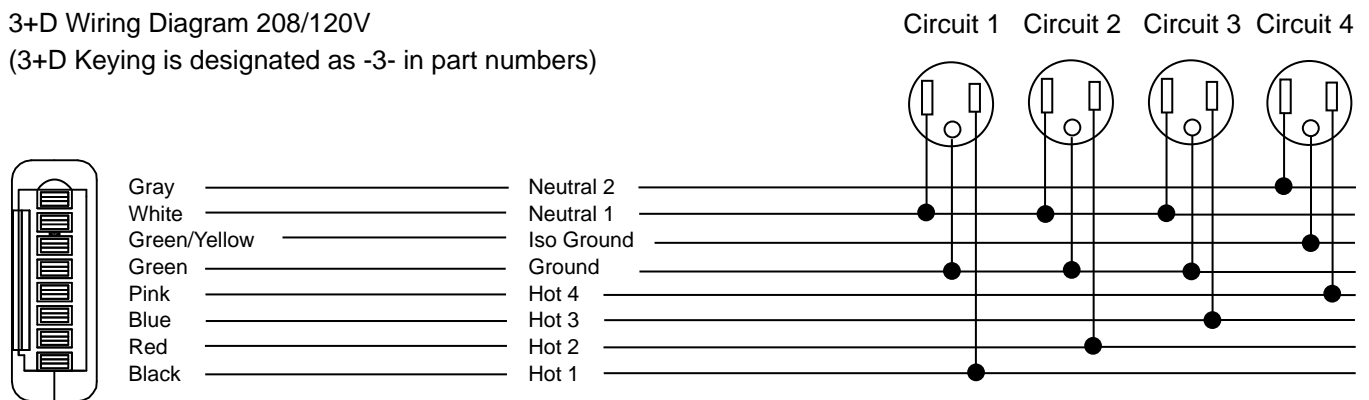 3+D Wiring Diagram 208/120V
(3+D Keying is designated as -3- in part numbers)
Circuit 1 Circuit 2 Circuit 3 Circuit 4
Gray Neutral 2
White Neutral 1
Green/Yellow Iso Ground
Green Ground
Pink Hot 4
Blue Hot 3
Red Hot 2
Black Hot 1